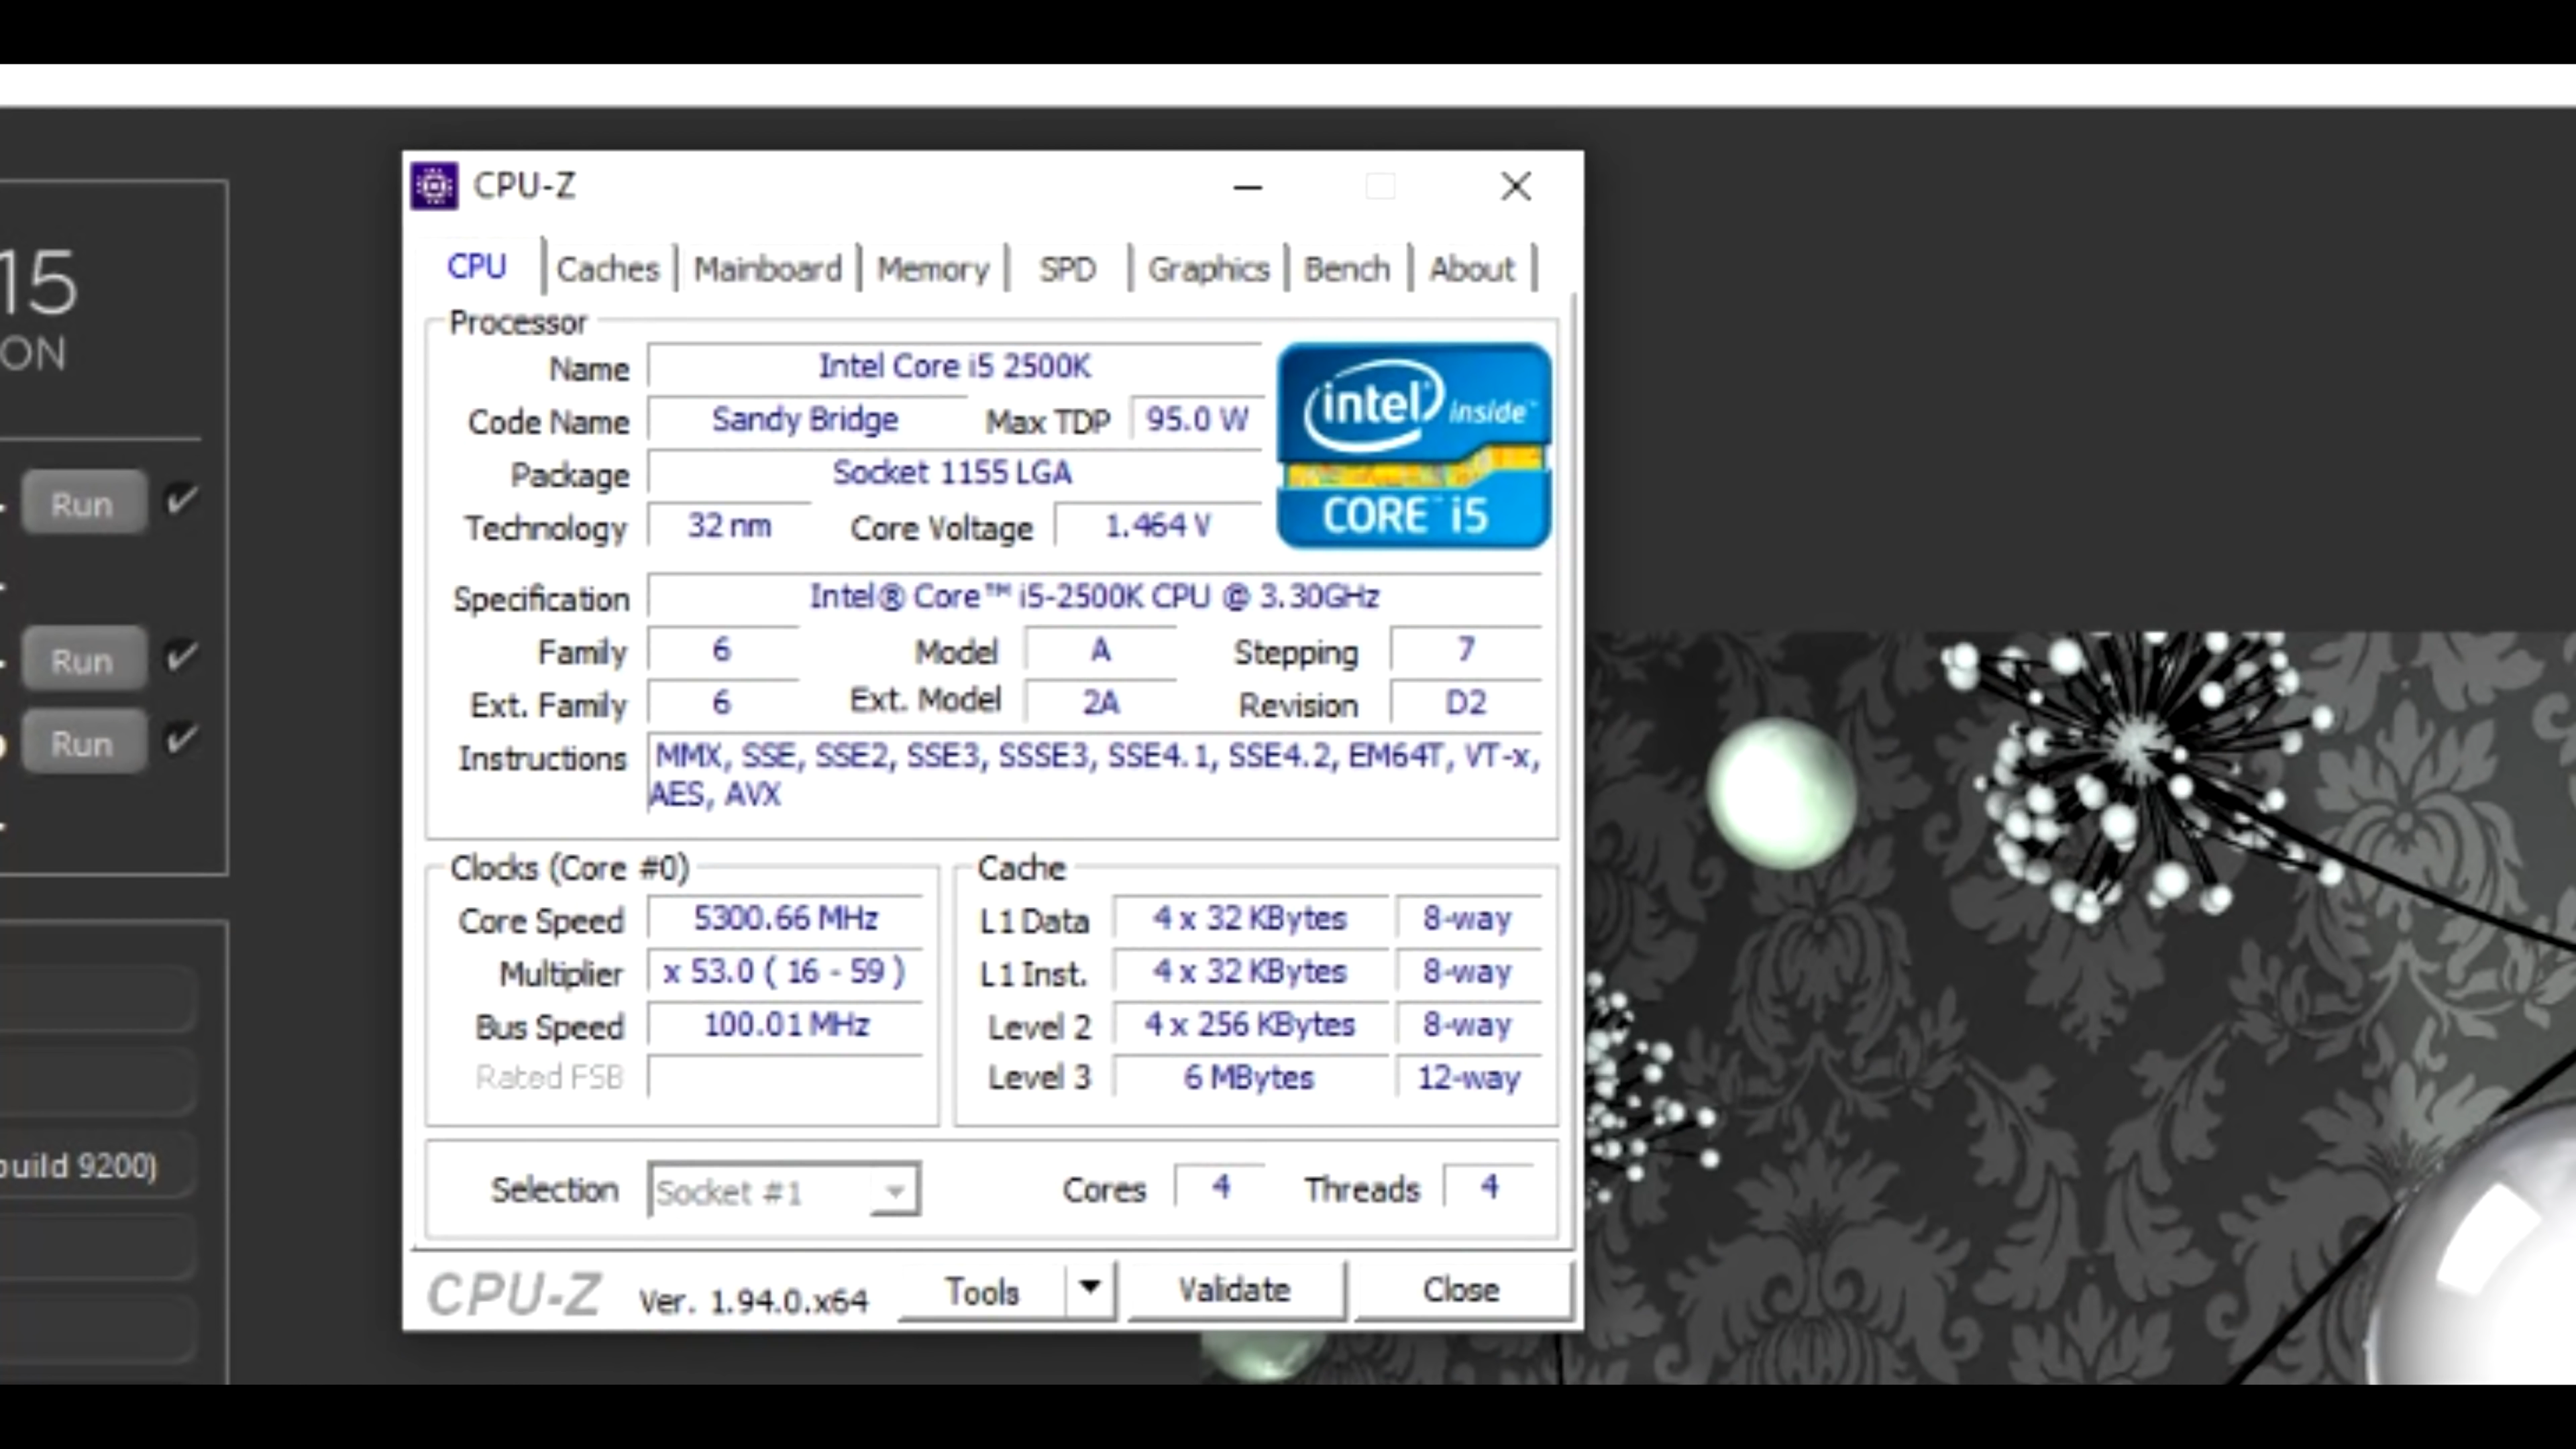 CPU-Z
CPU Caches Mainboard Memory SPD Graphics Bench About
Processor
Name Intel Core i5 2500K
Code Name Sandy Bridge Max TDP 95.0 W
Package Socket 1155 LGA
Technology 32 nm Core Voltage 1.464 V
intel inside™
CORE™ i5
Specification Intel® Core™ i5-2500K CPU @ 3.30GHz
Family 6 Model A Stepping 7
Ext. Family 6 Ext. Model 2A Revision D2
Instructions MMX, SSE, SSE2, SSE3, SSSE3, SSE4.1, SSE4.2, EM64T, VT-x,
AES, AVX
Clocks (Core #0)
Core Speed 5300.66 MHz
Multiplier x 53.0 ( 16 - 59 )
Bus Speed 100.01 MHz
Rated FSB
Cache
L1 Data 4 x 32 KBytes 8-way
L1 Inst. 4 x 32 KBytes 8-way
Level 2 4 x 256 KBytes 8-way
Level 3 6 MBytes 12-way
Selection Socket #1 Cores 4 Threads 4
CPU-Z Ver. 1.94.0.x64 Tools Validate Close
15
ON
Run
Run
Run
build 9200)